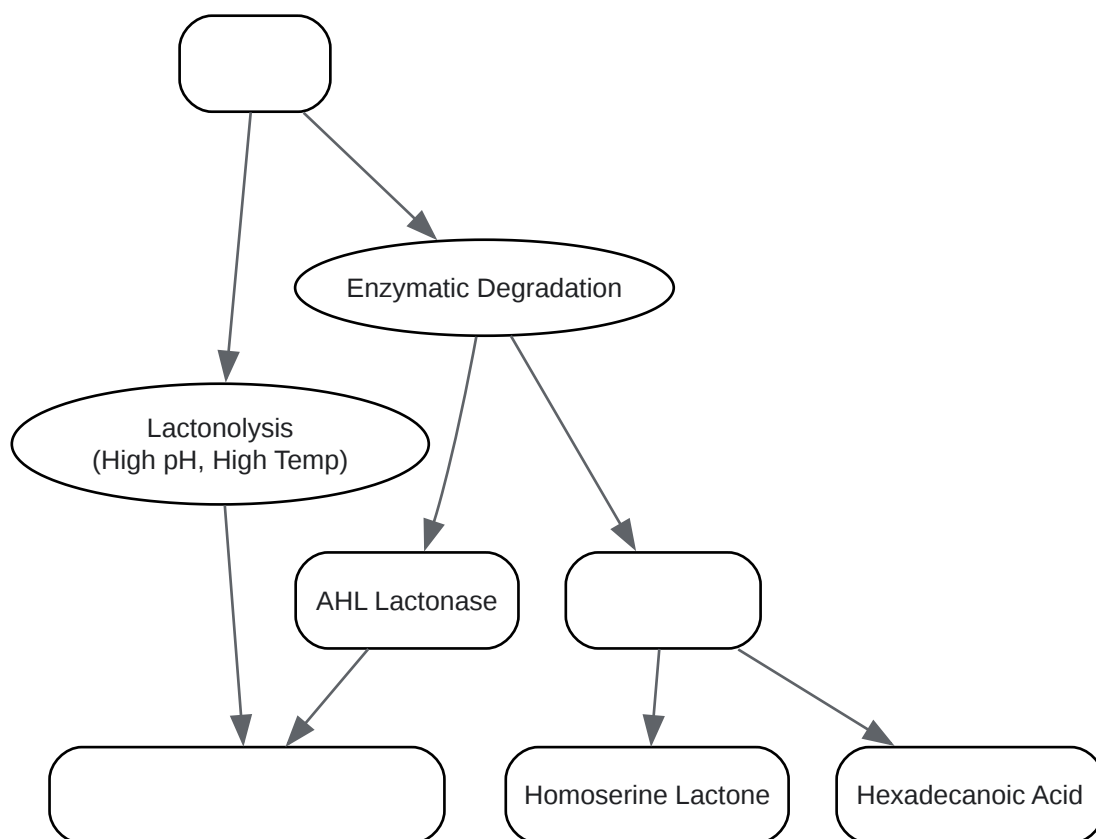 Enzymatic Degradation
Lactonolysis
(High pH, High Temp)
AHL Lactonase
Homoserine Lactone
Hexadecanoic Acid